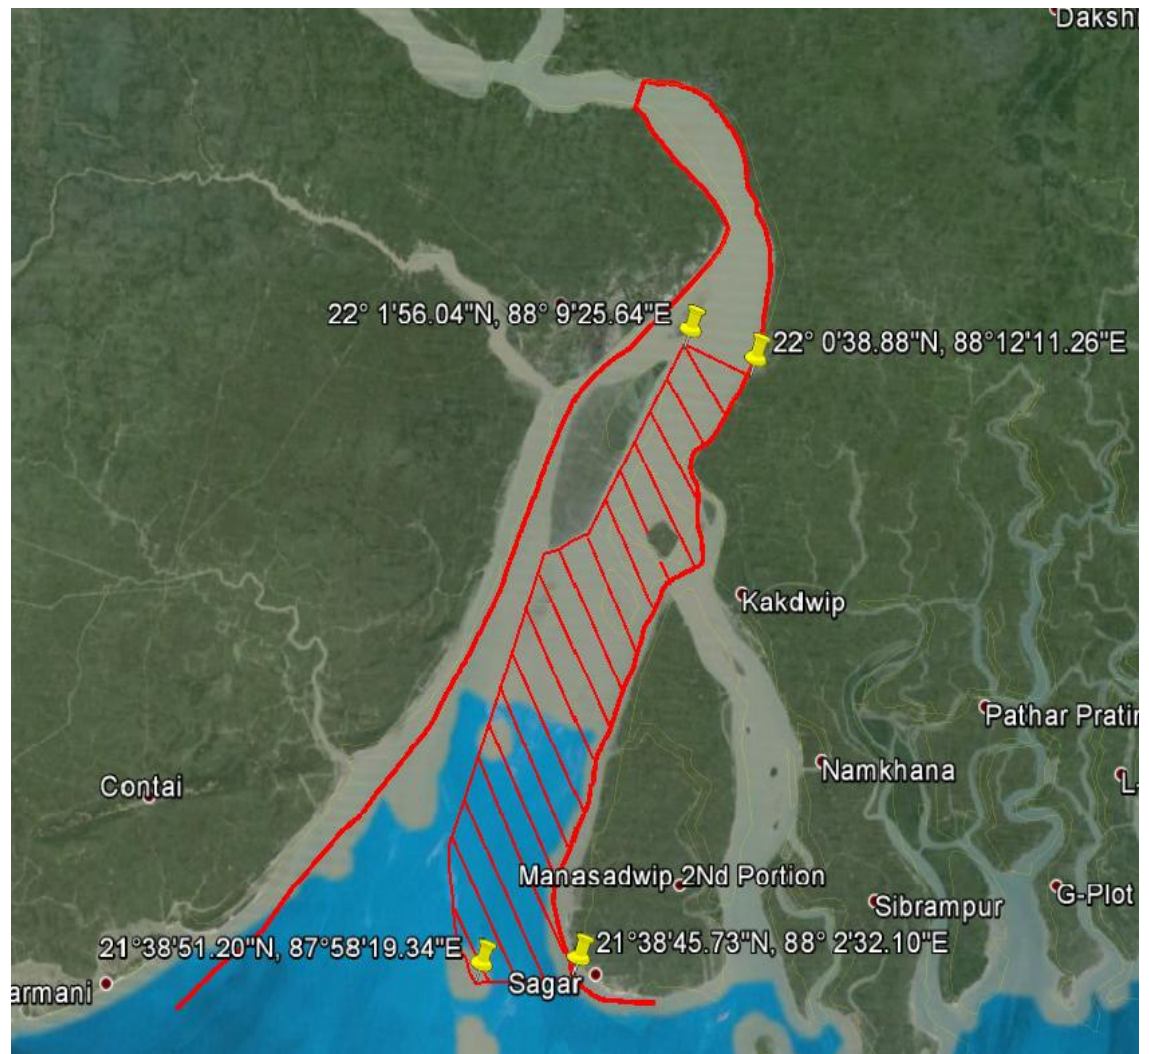 Daksh
22° 1'56.04"N, 88° 9'25.64"E
22° 0'38.88"N, 88°12'11.26"E
Kakdwip
Pathar Pratir
Namkhana
L-
Contai
Manasadwip 2Nd Portion
G-Plot
Sibrampur
21°38'51.20"N, 87°58'19.34"E
21°38'45.73"N, 88° 2'32.10"E
Sagar
armani